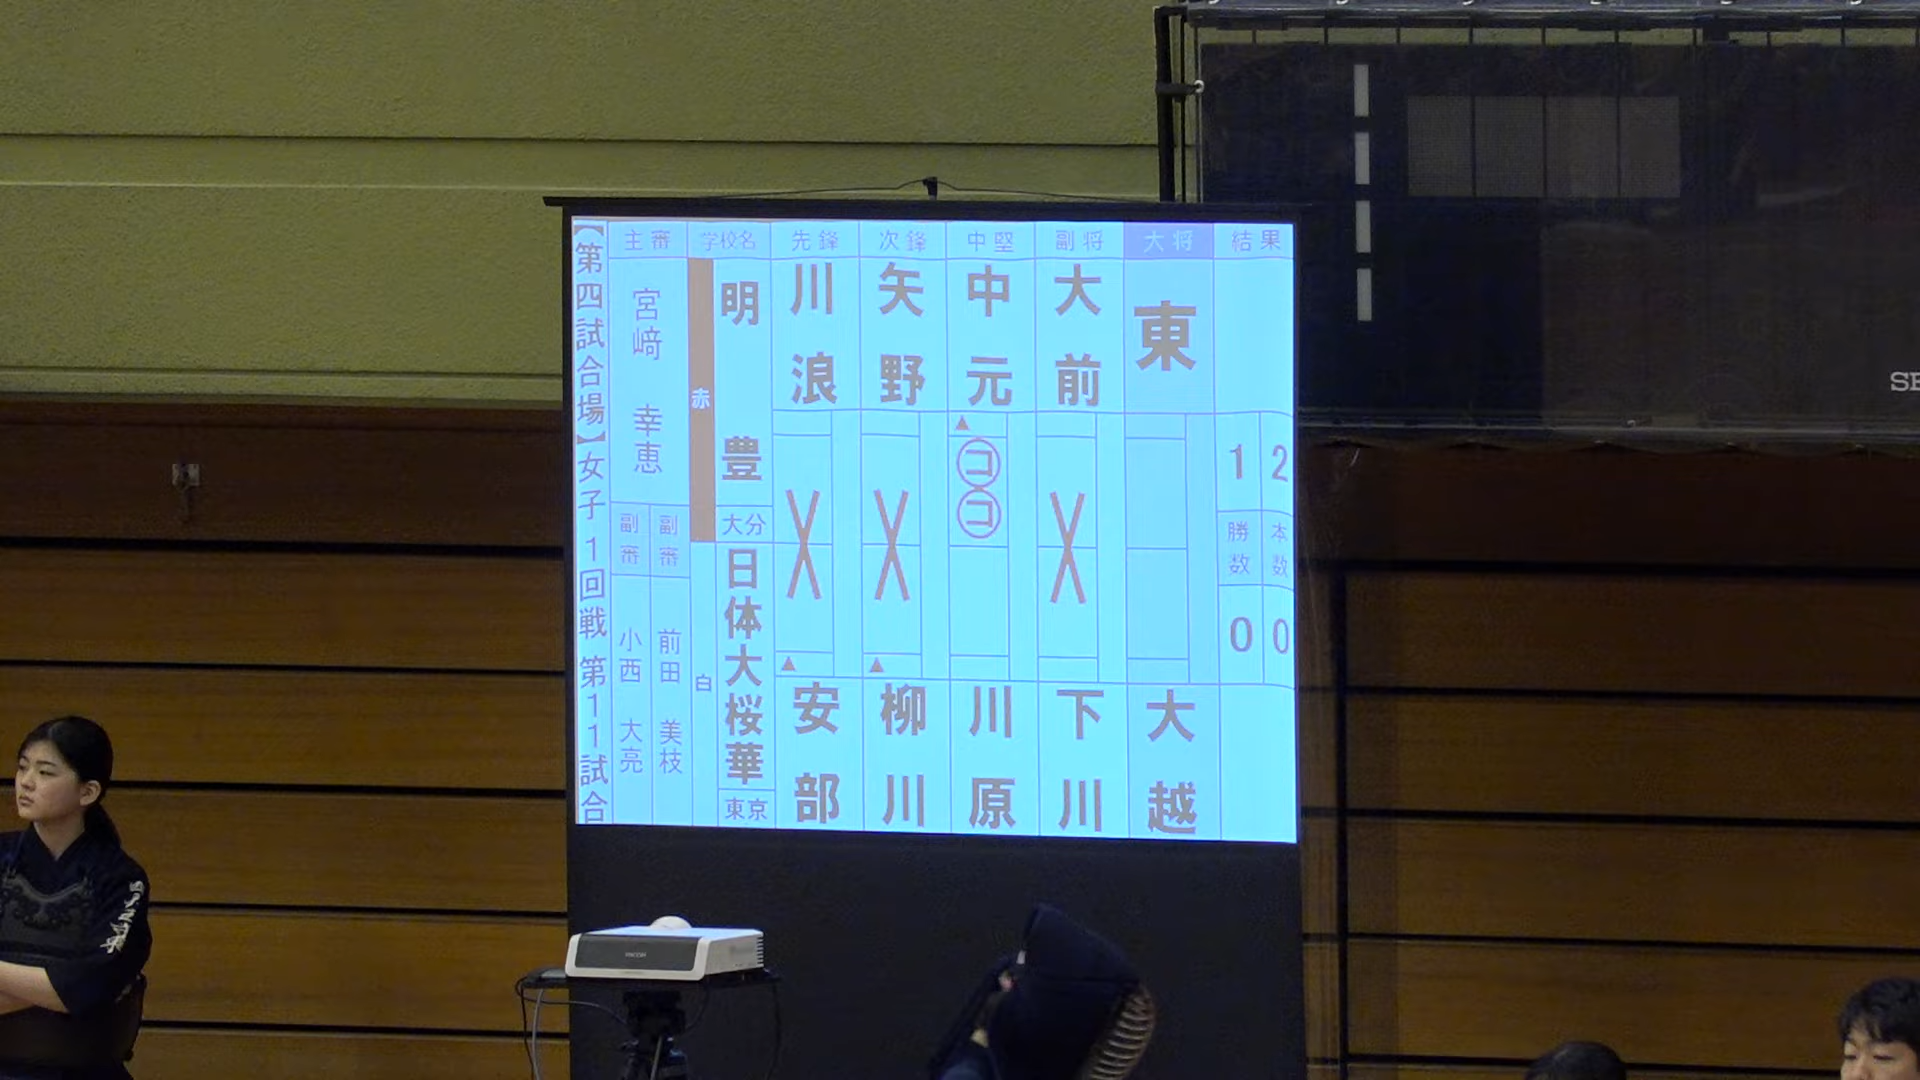 【第四試合場】女子1回戦 第11試合
主審 学校名 先鋒 次鋒 中堅 副将 大将 結果
宮﨑 幸恵
副審 副審
小西 大亮
前田 美枝
赤
明豊
大分
川浪 矢野 中元 大前 東
▲
コ
コ
1 2
勝数 本数
0 0
▲ ▲
白
日体大桜華
東京
安部 柳川 川原 下川 大越
RICOH
SE